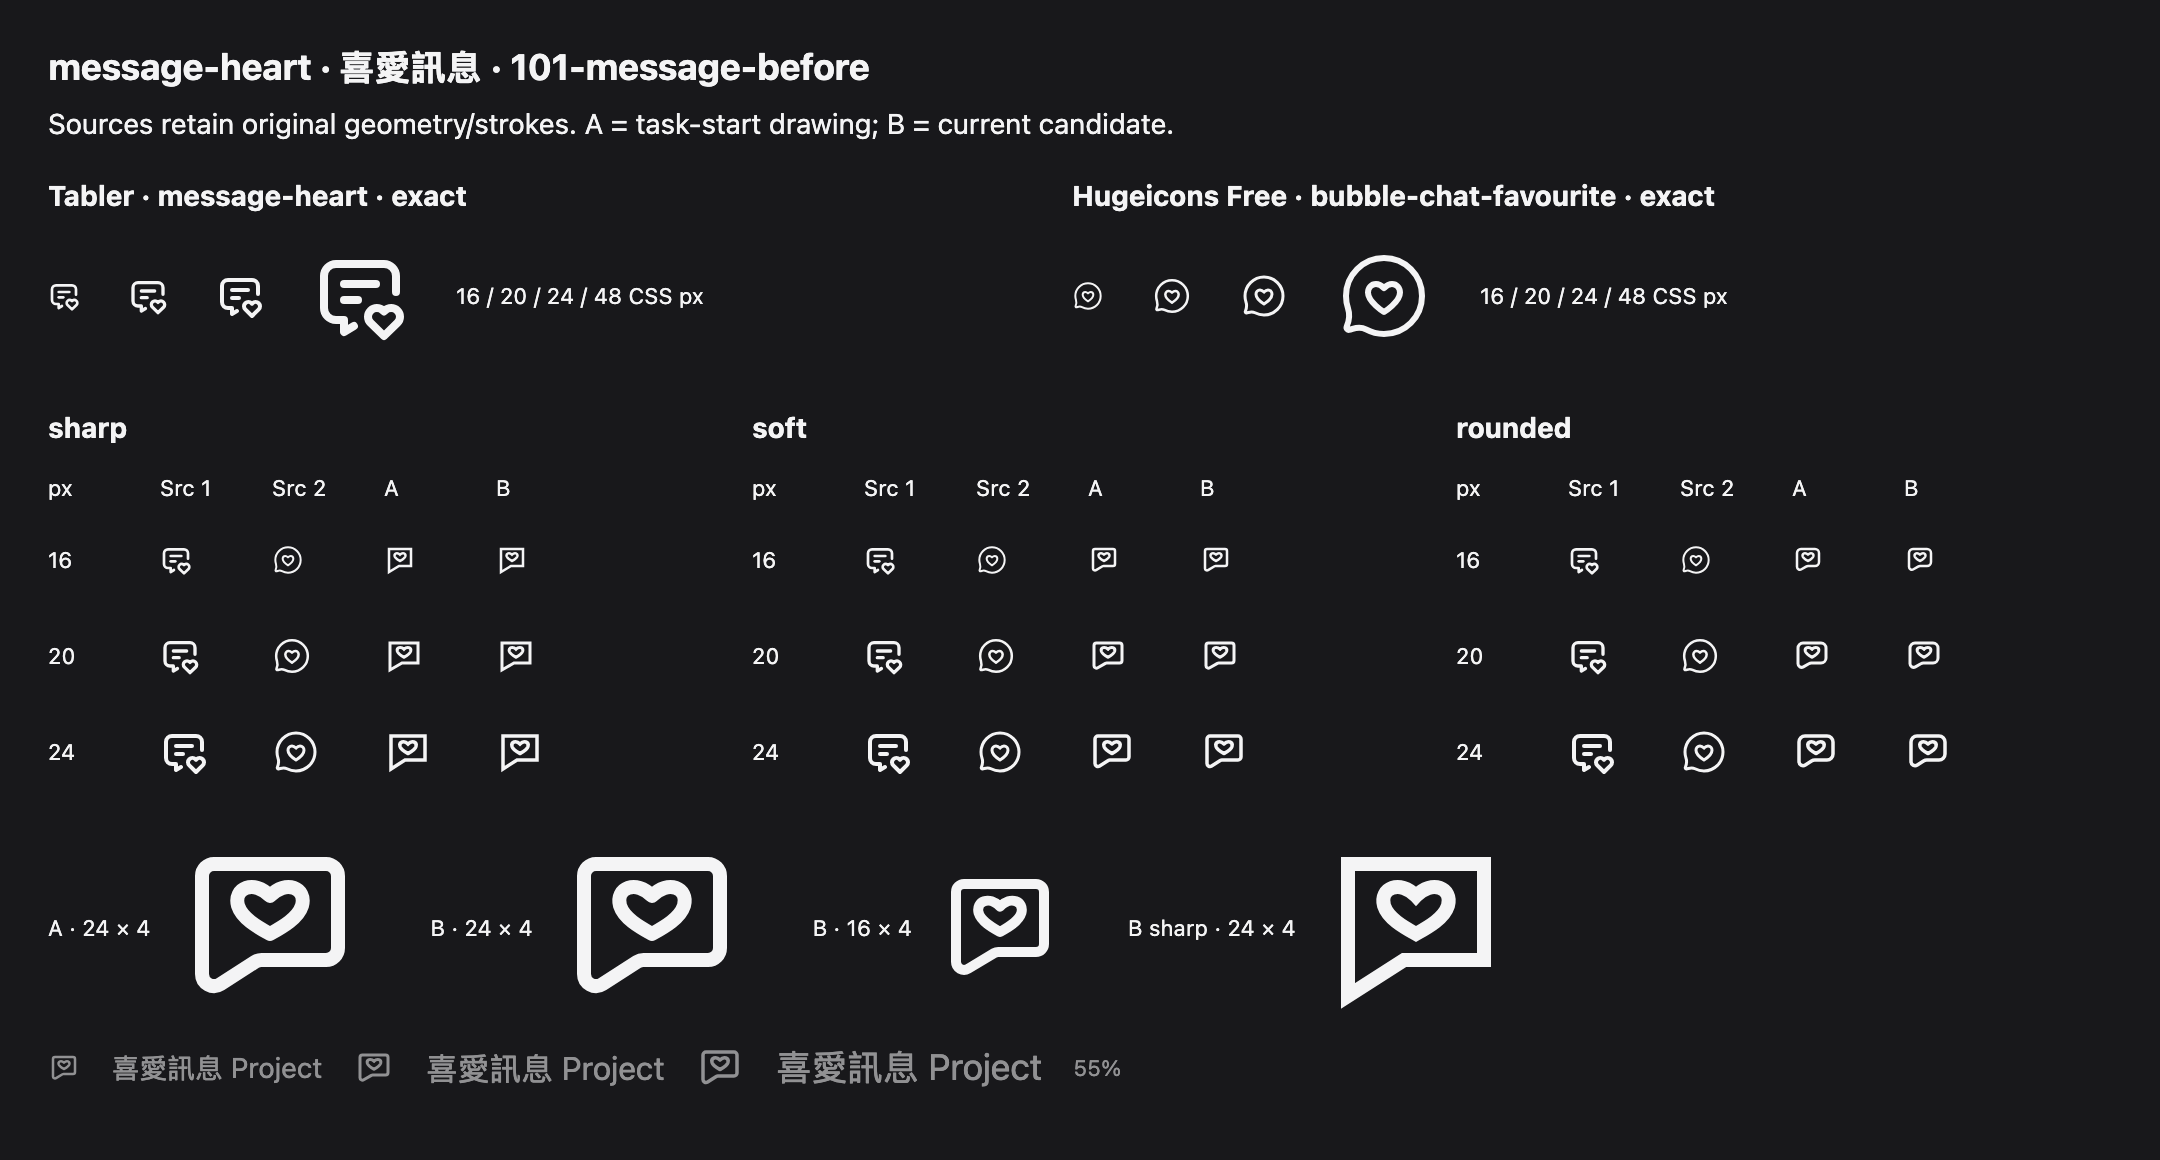 message-heart · 喜愛訊息 · 101-message-before
Sources retain original geometry/strokes. A = task-start drawing; B = current candidate.
Tabler · message-heart · exact
Hugeicons Free · bubble-chat-favourite · exact
16 / 20 / 24 / 48 CSS px
16 / 20 / 24 / 48 CSS px
sharp
soft
rounded
px Src 1 Src 2 A B
px Src 1 Src 2 A B
px Src 1 Src 2 A B
16
16
16
20
20
20
24
24
24
A · 24 × 4
B · 24 × 4
B · 16 × 4
B sharp · 24 × 4
喜愛訊息 Project
喜愛訊息 Project
喜愛訊息 Project
55%